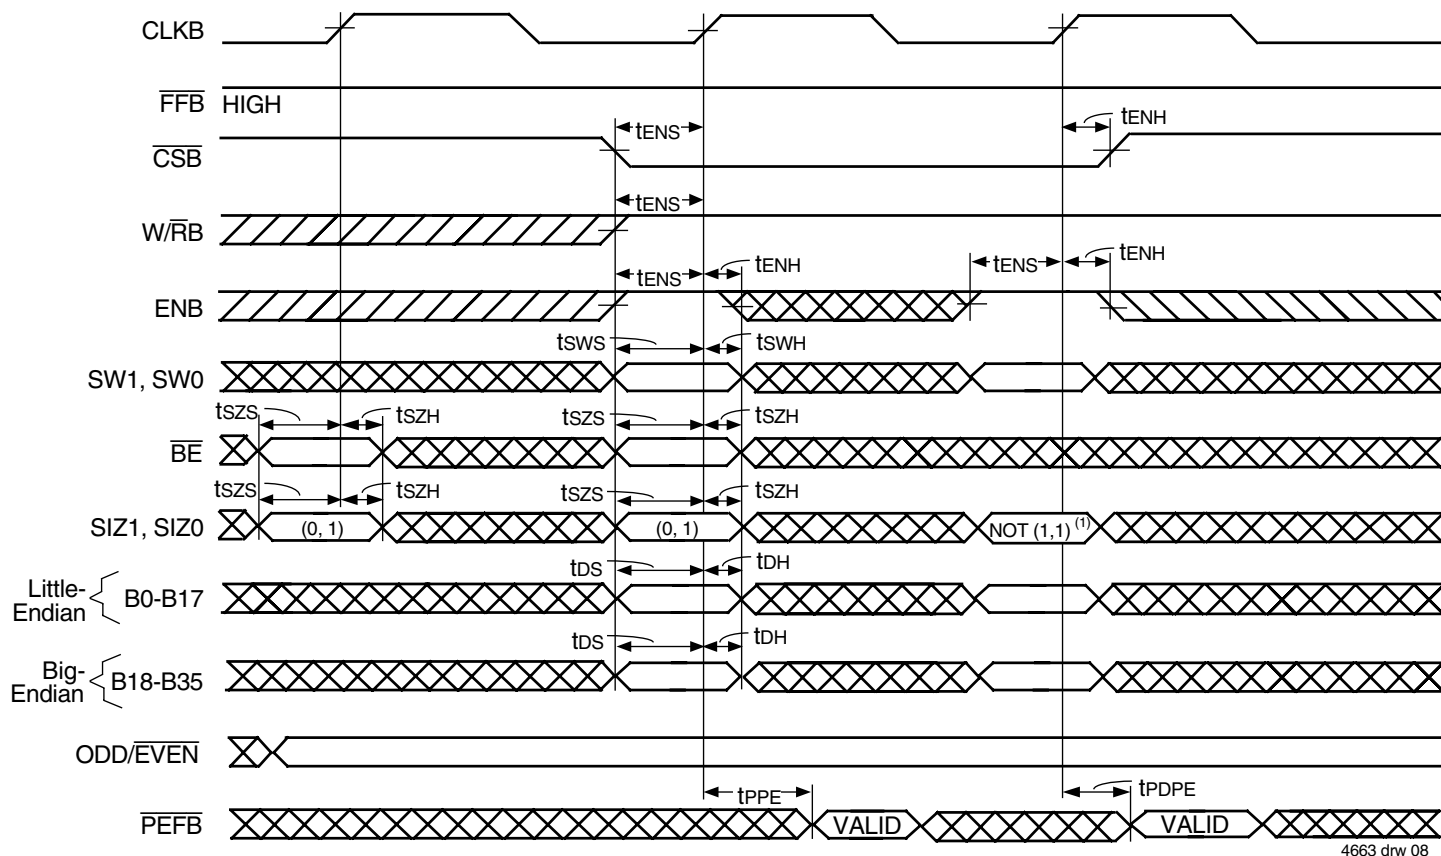 CLKB
FFB HIGH
tENS tENH
CSB
tENS
W/RB
tENS tENH tENS tENH
ENB
tSWS tSWH
SW1, SW0
tSZS tSZH tSZS tSZH
BE
tSZS tSZH tSZS tSZH
SIZ1, SIZ0 (0, 1) (0, 1) NOT (1,1) (1)
tDS tDH
Little-Endian B0-B17
tDS tDH
Big-Endian B18-B35
ODD/EVEN
tPPE tPDPE
PEFB VALID VALID
4663 drw 08